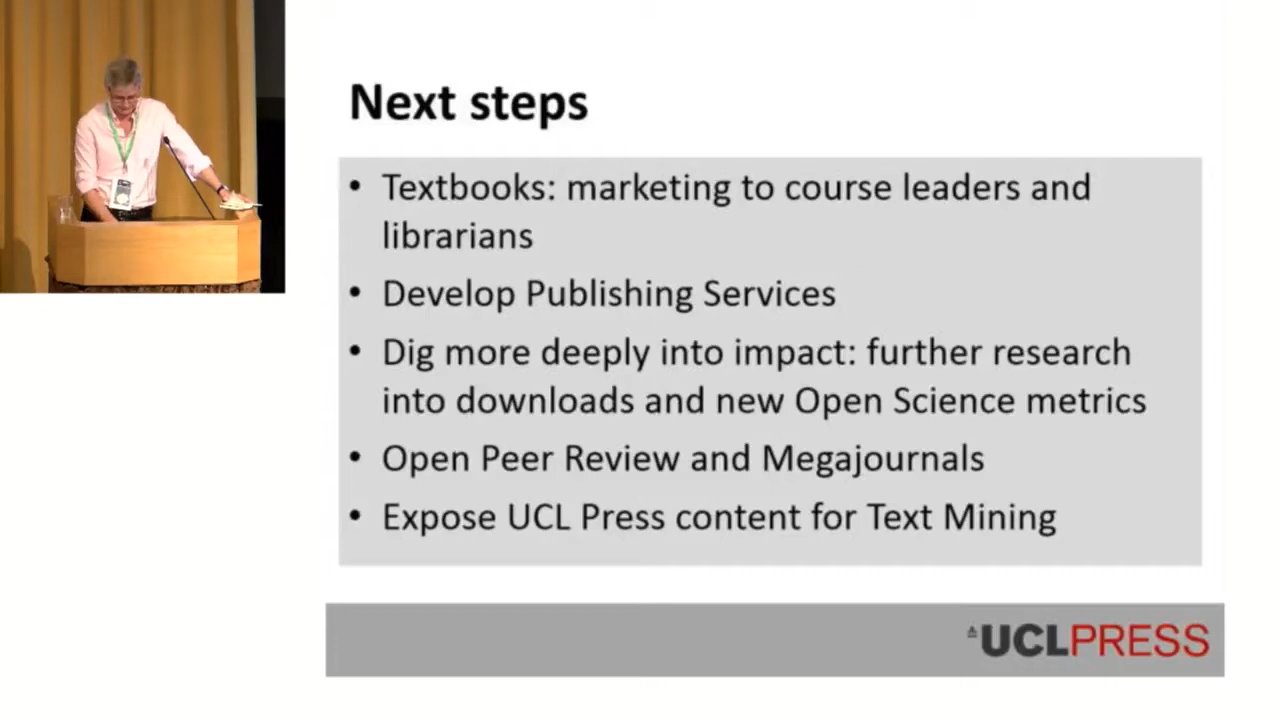 Next steps
• Textbooks: marketing to course leaders and
librarians
• Develop Publishing Services
• Dig more deeply into impact: further research
into downloads and new Open Science metrics
• Open Peer Review and Megajournals
• Expose UCL Press content for Text Mining
UCLPRESS